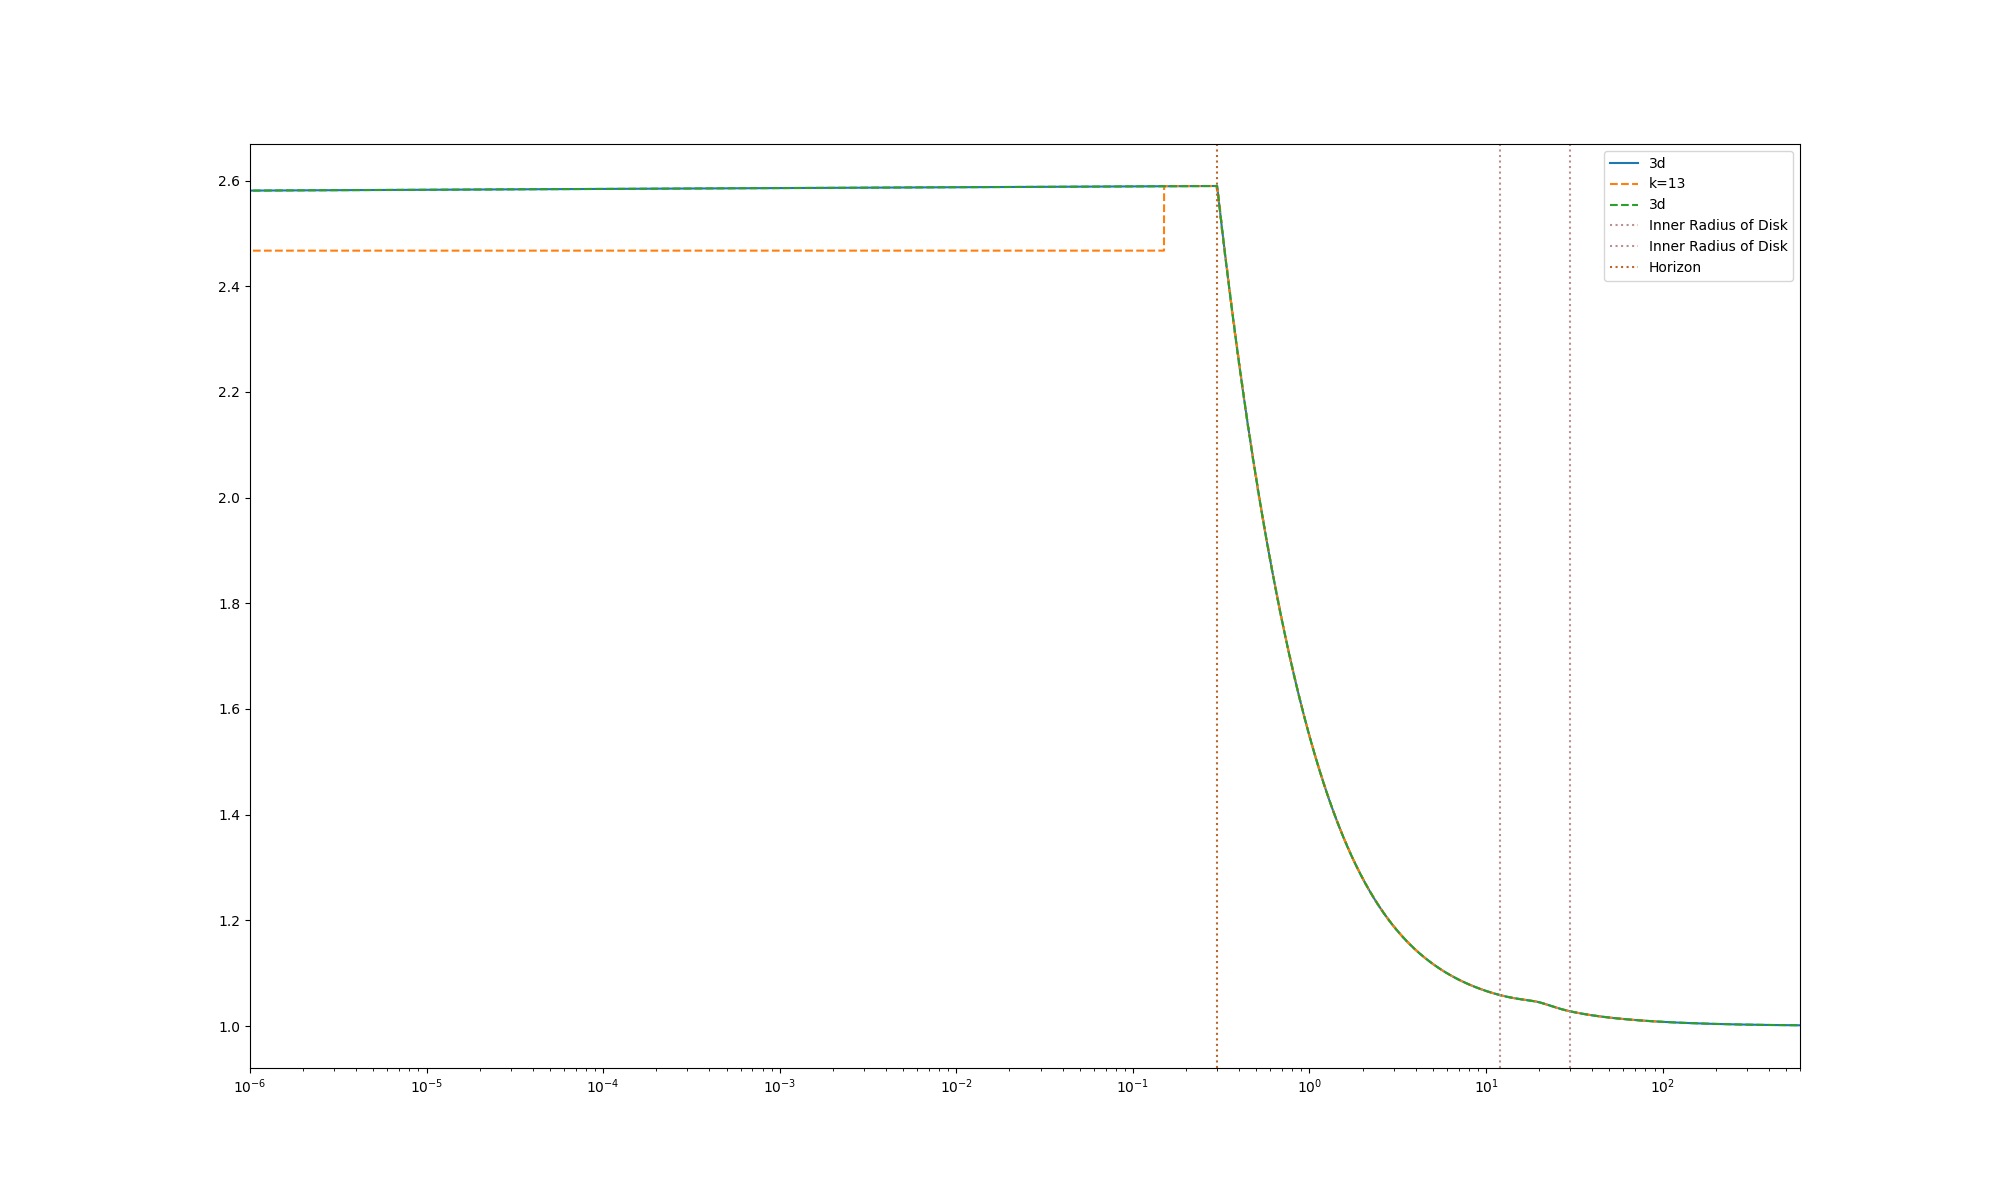 3d
k=13
3d
Inner Radius of Disk
Inner Radius of Disk
Horizon
2.6
2.4
2.2
2.0
1.8
1.6
1.4
1.2
1.0
10⁻⁶ 10⁻⁵ 10⁻⁴ 10⁻³ 10⁻² 10⁻¹ 10⁰ 10¹ 10²